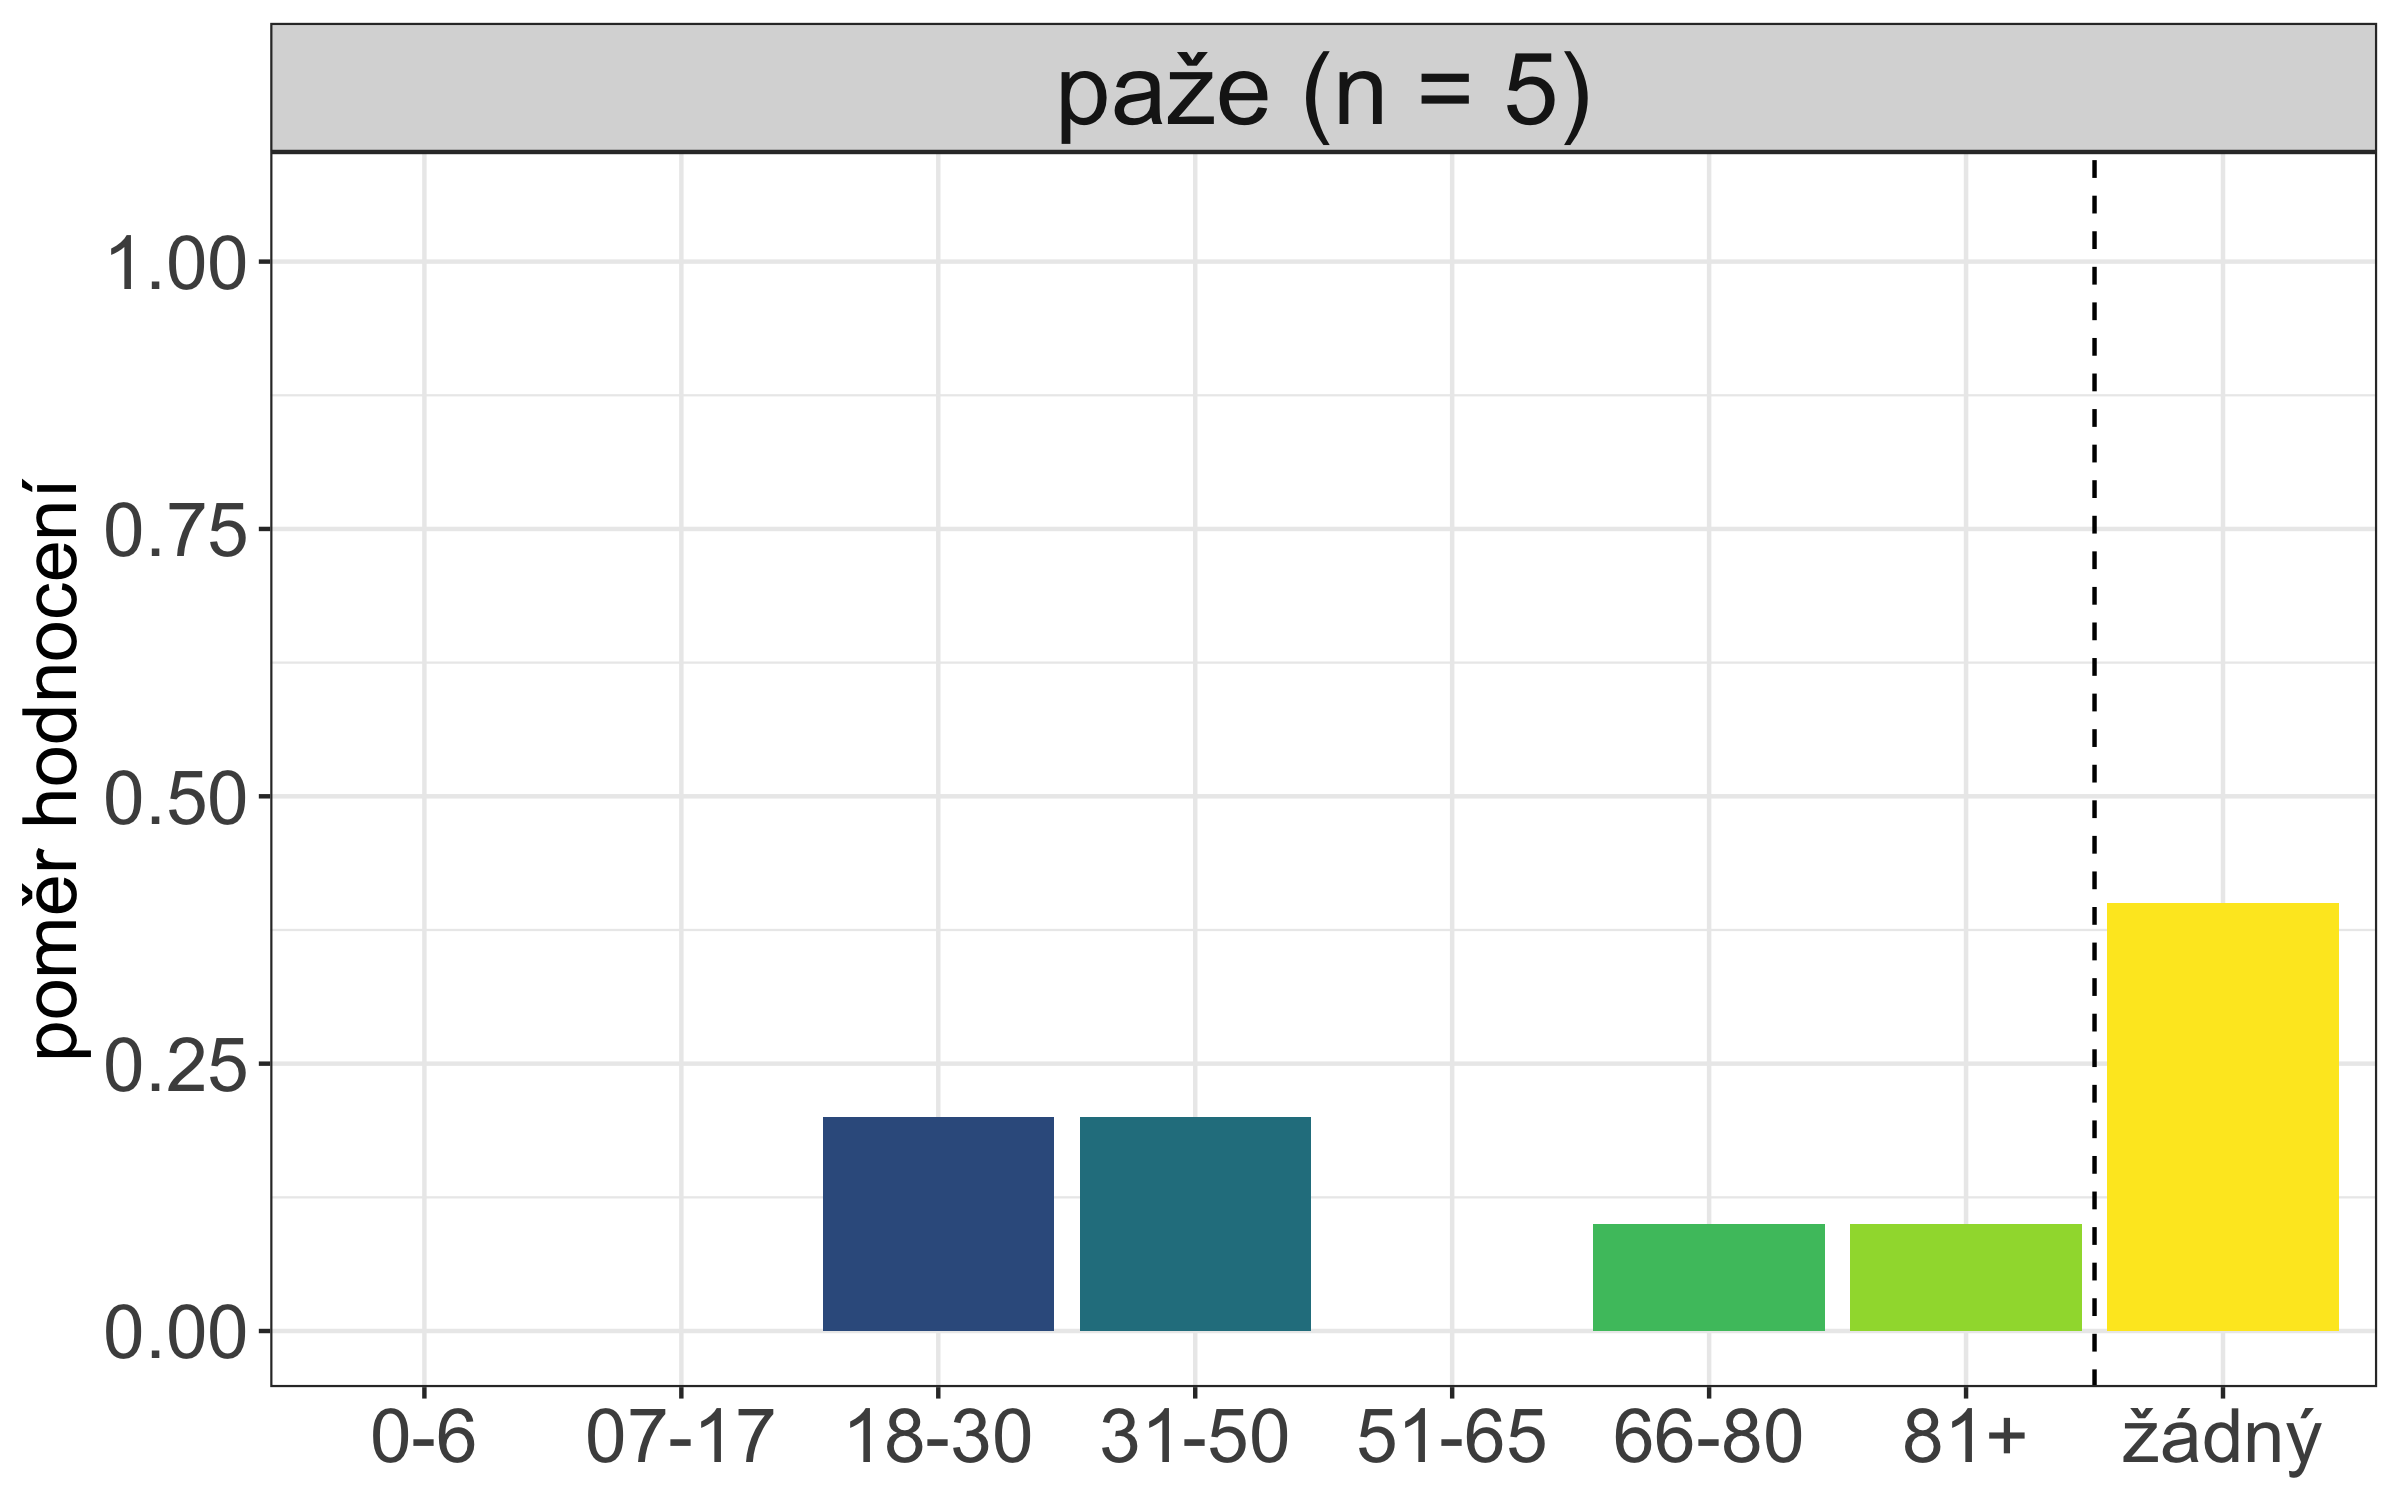 paže (n = 5)
poměr hodnocení
1.00
0.75
0.50
0.25
0.00
0-6 07-17 18-30 31-50 51-65 66-80 81+ žádný